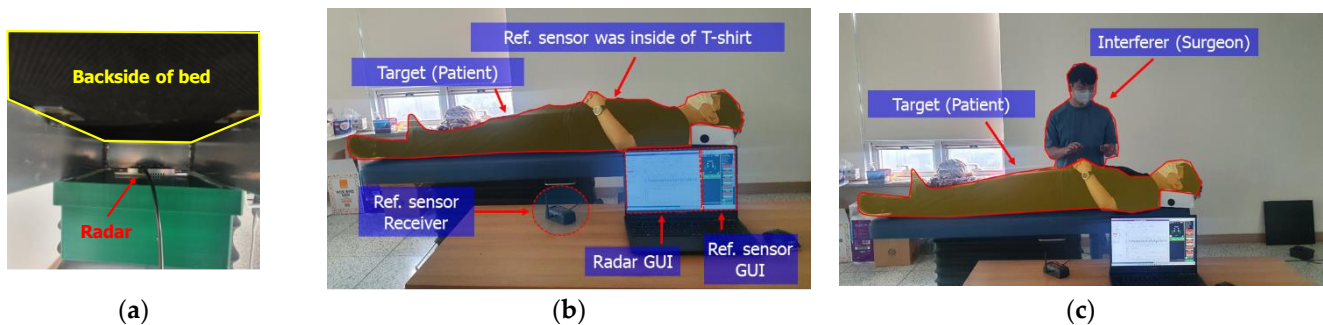 Backside of bed
Radar
(a)
Ref. sensor was inside of T-shirt
Target (Patient)
Ref. sensor
Receiver
Radar GUI
Ref. sensor
GUI
(b)
Interferer (Surgeon)
Target (Patient)
(c)